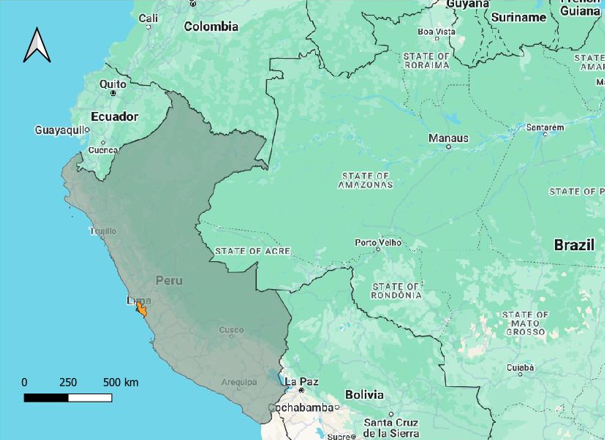 Guyana
French
Guiana
Suriname
Cali
Colombia
Boa Vista
STATE OF
RORAIMA
STATE
AMAP
Quito
Ecuador
Guayaquil
Cuenca
Manaus
Santarém
STATE OF
AMAZONAS
STATE OF P
Trujillo
STATE OF ACRE
Porto Velho
Brazil
Peru
STATE OF
RONDÔNIA
Lima
STATE OF
MATO
GROSSO
Cusco
Cuiabá
0 250 500 km
Arequipa
La Paz
Bolivia
Cochabamba
Santa Cruz
de la Sierra
Sucre